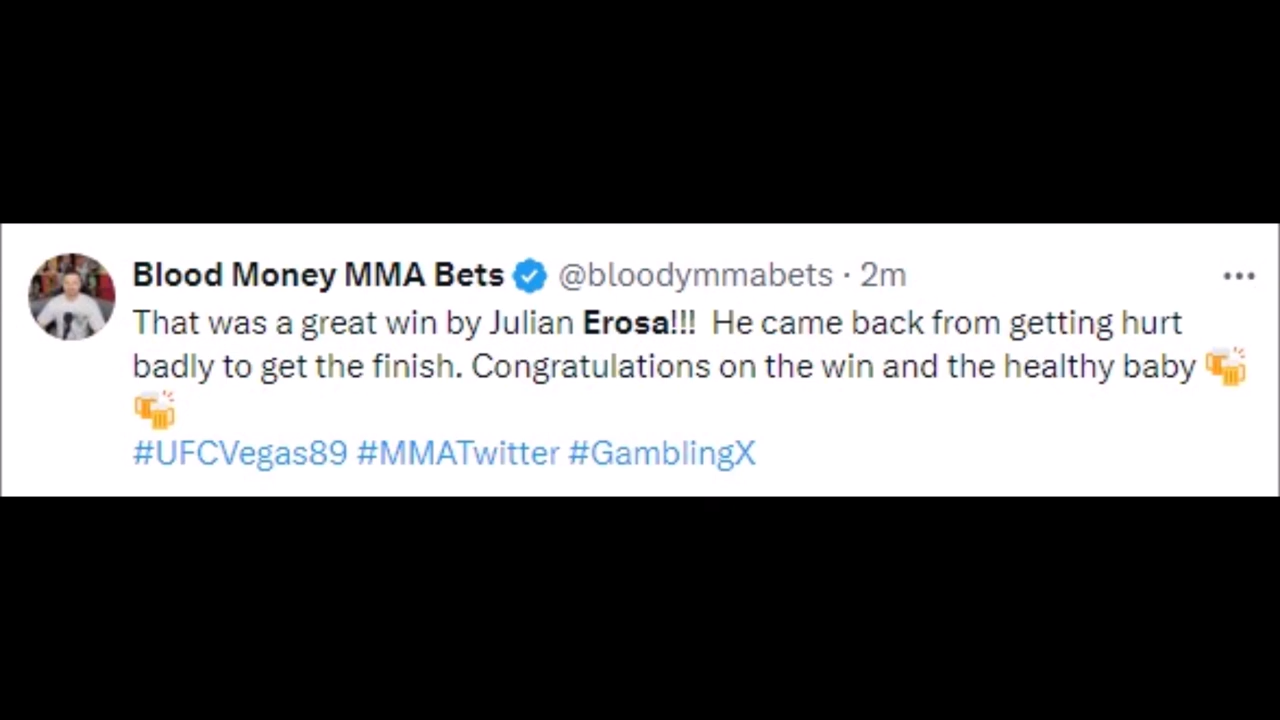 Blood Money MMA Bets @bloodymmabets · 2m
That was a great win by Julian Erosa!!!  He came back from getting hurt
badly to get the finish. Congratulations on the win and the healthy baby 🍻
🍻
#UFCVegas89 #MMATwitter #GamblingX